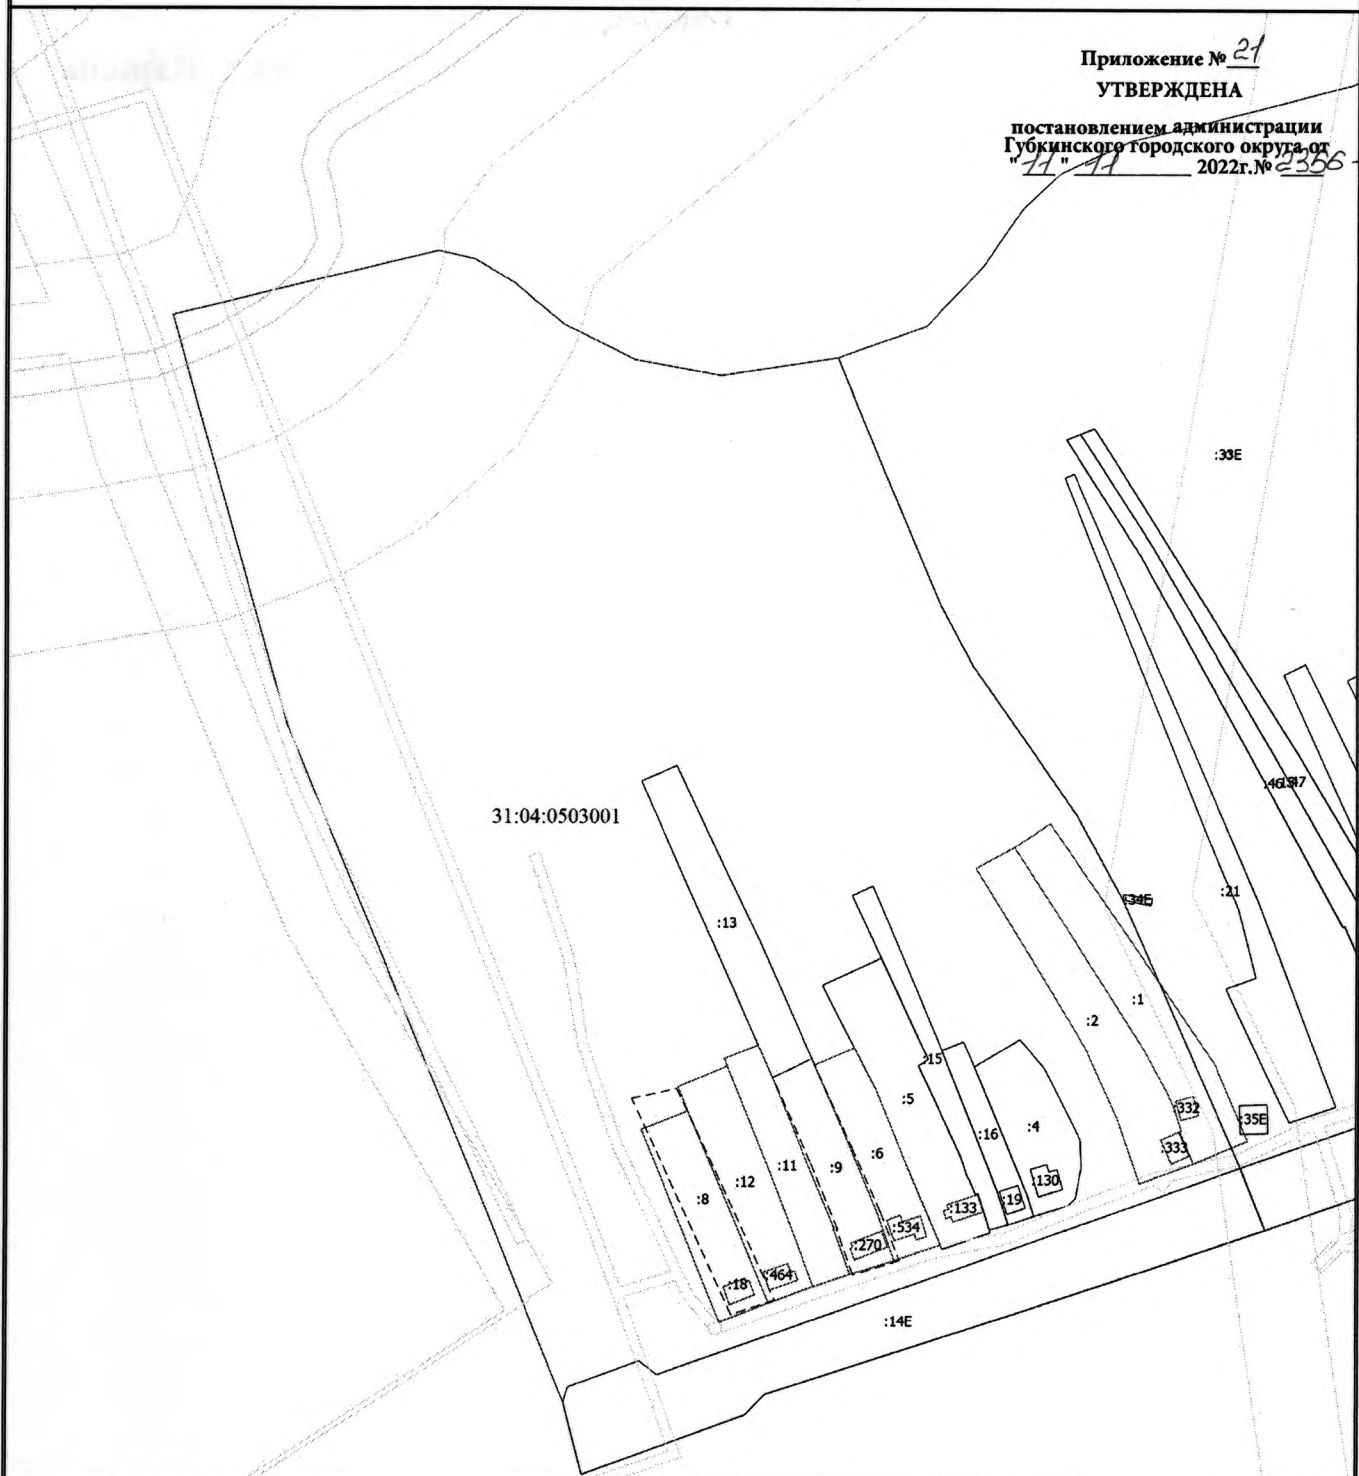 Приложение № 21
УТВЕРЖДЕНА
постановлением администрации
Губкинского городского округа от
" 11 " 11 2022г.№ 2356-
:33Е
31:04:0503001
:13
:34Е
:21
:1
:2
:15
:5
:332
:35Е
:16
:4
:333
:6
:11
:9
:12
:8
:130
:19
:133
:534
:270
:464
:18
:14Е